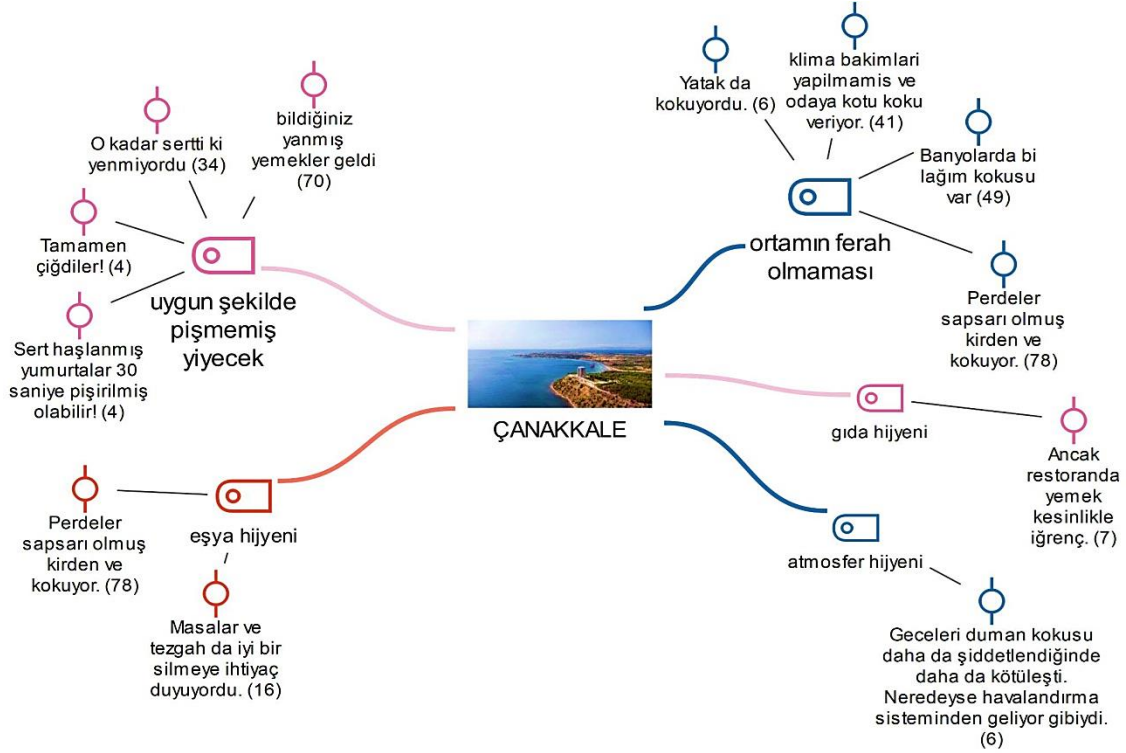 O kadar sertti ki
yenmiyordu (34)
bildiğiniz
yanmış
yemekler geldi
(70)
Tamamen
çiğdiler! (4)
Sert haşlanmış
yumurtalar 30
saniye pişirilmiş
olabilir! (4)
uygun şekilde
pişmemiş
yiyecek
Yatak da
kokuyordu. (6)
klima bakimlari
yapilmamis ve
odaya kotu koku
veriyor. (41)
Banyolarda bi
lağım kokusu
var (49)
Perdeler
sapsarı olmuş
kirden ve
kokuyor. (78)
ortamın ferah
olmaması
ÇANAKKALE
gıda hijyeni
Ancak
restoranda
yemek
kesinlikle
iğrenç. (7)
Perdeler
sapsarı olmuş
kirden ve
kokuyor. (78)
eşya hijyeni
Masalar ve
tezgah da iyi bir
silmeye ihtiyaç
duyuyordu. (16)
atmosfer hijyeni
Geceleri duman kokusu
daha da şiddetlendiğinde
daha da kötüleşti.
Neredeyse havalandırma
sisteminden geliyor gibiydi.
(6)